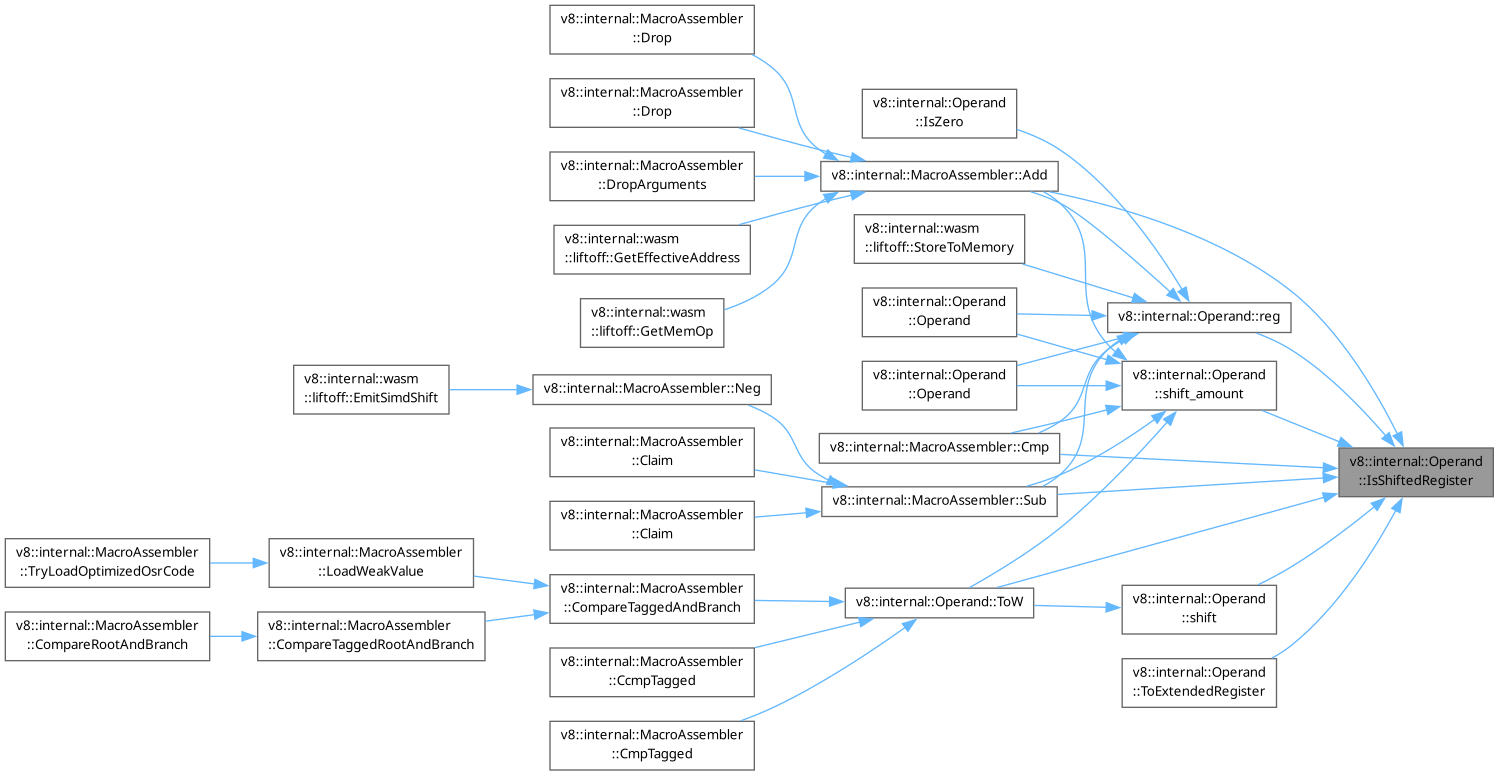 v8::internal::MacroAssembler
::Drop
v8::internal::MacroAssembler
::Drop
v8::internal::Operand
::IsZero
v8::internal::MacroAssembler
::DropArguments
v8::internal::MacroAssembler::Add
v8::internal::wasm
::liftoff::GetEffectiveAddress
v8::internal::wasm
::liftoff::StoreToMemory
v8::internal::wasm
::liftoff::GetMemOp
v8::internal::Operand
::Operand
v8::internal::Operand::reg
v8::internal::wasm
::liftoff::EmitSimdShift
v8::internal::MacroAssembler::Neg
v8::internal::Operand
::Operand
v8::internal::Operand
::shift_amount
v8::internal::MacroAssembler
::Claim
v8::internal::MacroAssembler::Cmp
v8::internal::Operand
::IsShiftedRegister
v8::internal::MacroAssembler::Sub
v8::internal::MacroAssembler
::Claim
v8::internal::MacroAssembler
::TryLoadOptimizedOsrCode
v8::internal::MacroAssembler
::LoadWeakValue
v8::internal::MacroAssembler
::CompareTaggedAndBranch
v8::internal::Operand::ToW
v8::internal::Operand
::shift
v8::internal::MacroAssembler
::CompareRootAndBranch
v8::internal::MacroAssembler
::CompareTaggedRootAndBranch
v8::internal::MacroAssembler
::CcmpTagged
v8::internal::Operand
::ToExtendedRegister
v8::internal::MacroAssembler
::CmpTagged